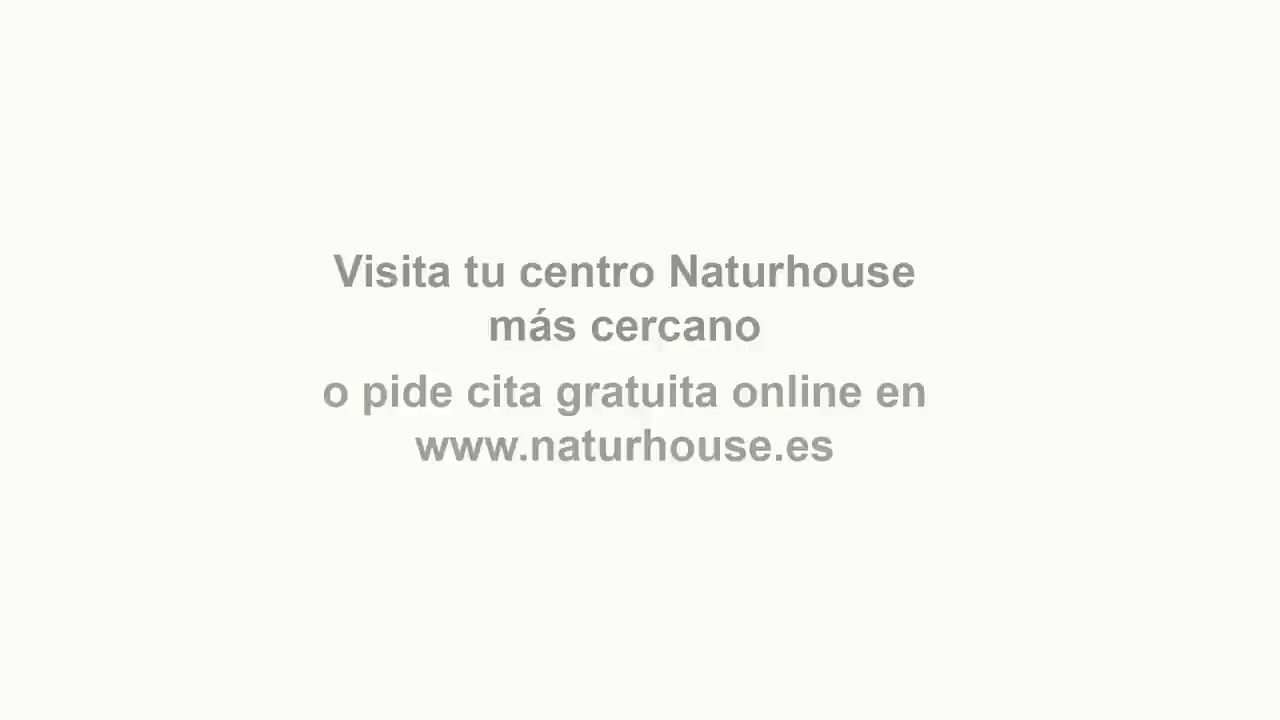 Visita tu centro Naturhouse
más cercano
o pide cita gratuita online en
www.naturhouse.es